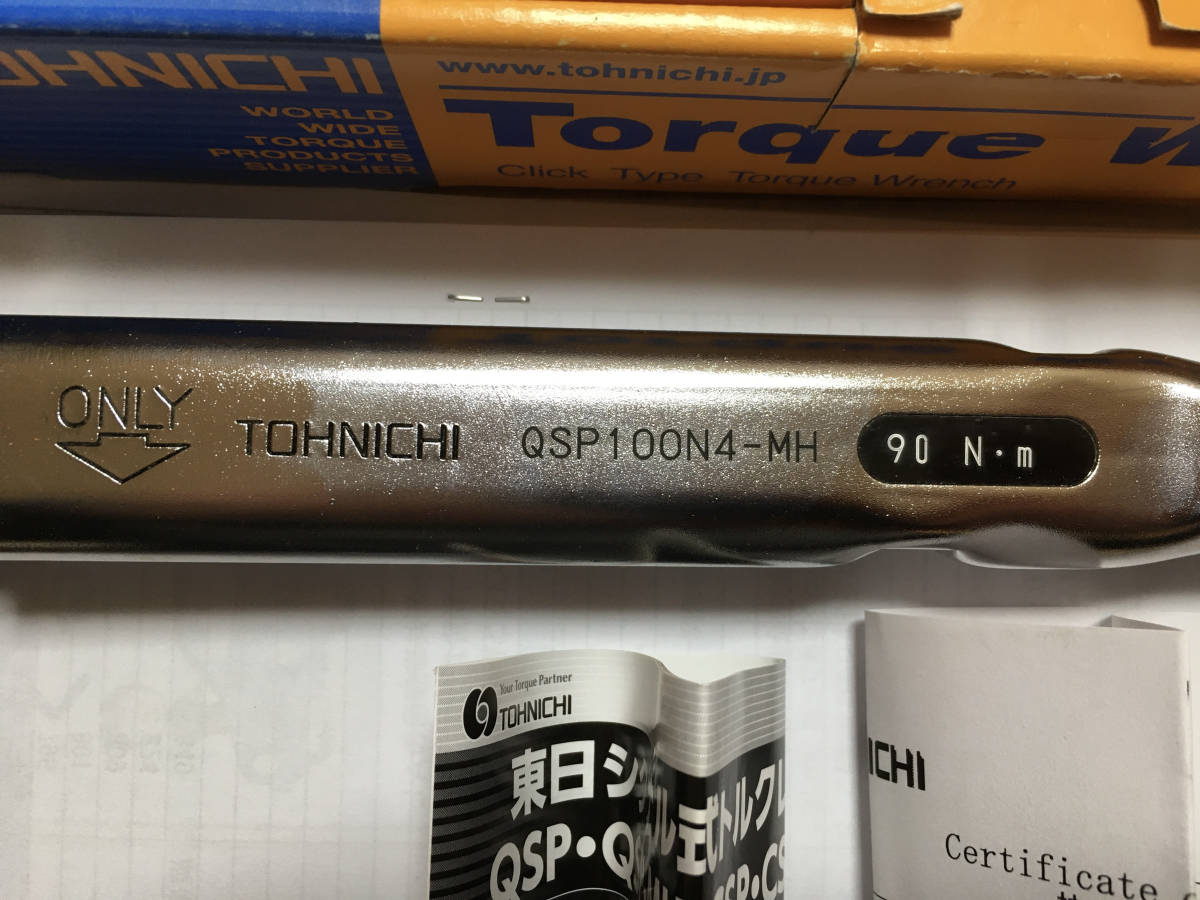 TOHNICHI
WORLD
WIDE
TORQUE
PRODUCTS
SUPPLIER
www.tohnichi.jp
Torque
Click Type Torque Wrench
ONLY
TOHNICHI QSP100N4-MH 90 N·m
Your Torque Partner
TOHNICHI
東日
QSP・
Certificate